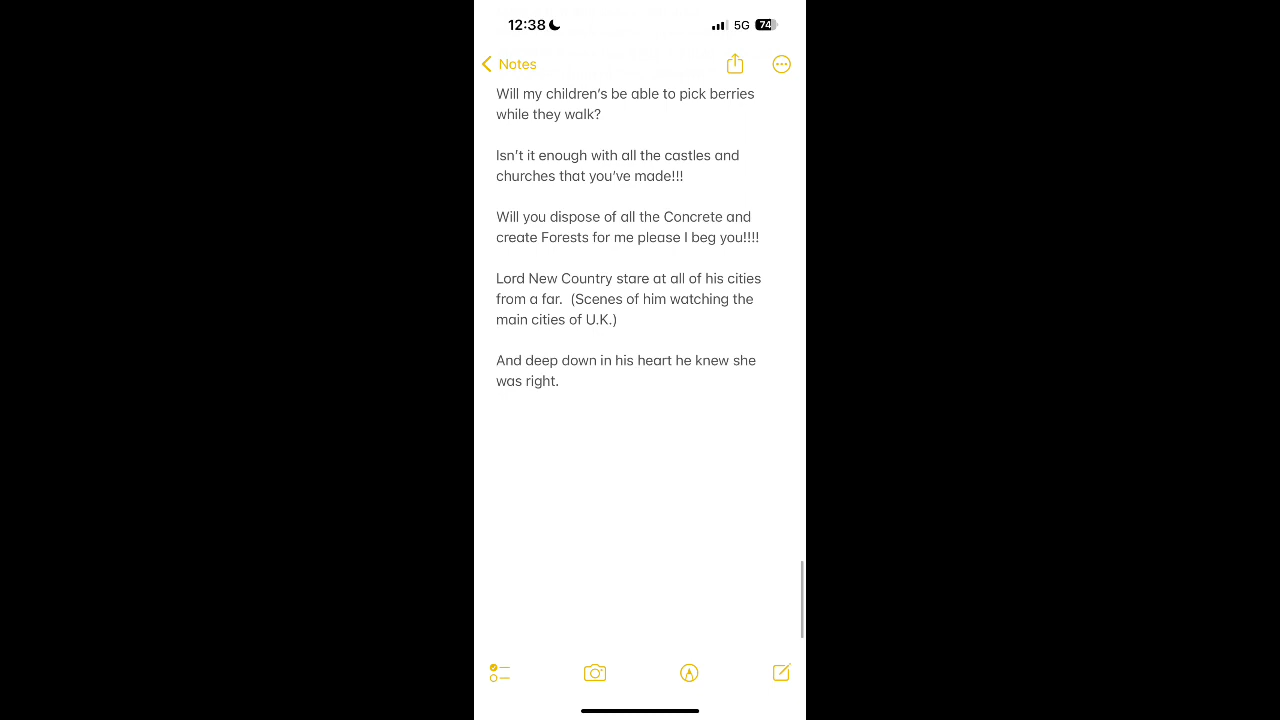 12:38
5G
74
Notes
Will my children's be able to pick berries
while they walk?
Isn't it enough with all the castles and
churches that you've made!!!
Will you dispose of all the Concrete and
create Forests for me please I beg you!!!!
Lord New Country stare at all of his cities
from a far.  (Scenes of him watching the
main cities of U.K.)
And deep down in his heart he knew she
was right.